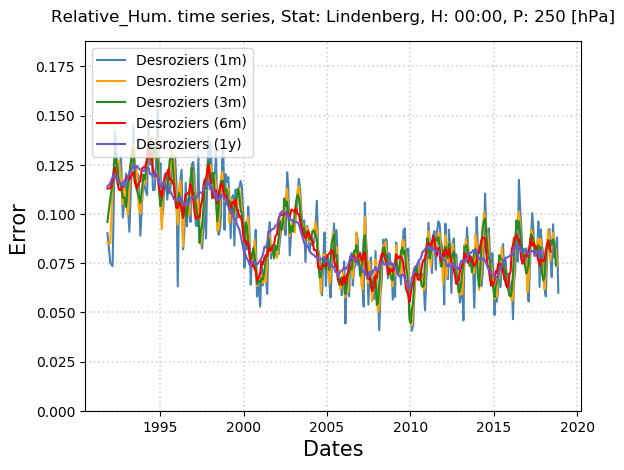 Relative_Hum. time series, Stat: Lindenberg, H: 00:00, P: 250 [hPa]
Error
0.175
0.150
0.125
0.100
0.075
0.050
0.025
0.000
Desroziers (1m)
Desroziers (2m)
Desroziers (3m)
Desroziers (6m)
Desroziers (1y)
1995 2000 2005 2010 2015 2020
Dates